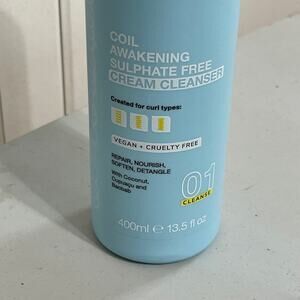 COIL
AWAKENING
SULPHATE FREE
CREAM CLEANSER
Created for curl types:
VEGAN + CRUELTY FREE
REPAIR, NOURISH,
SOFTEN, DETANGLE
With Coconut,
Cupuaçu and
Baobab
01
CLEANSE
400ml ℮ 13.5 fl oz